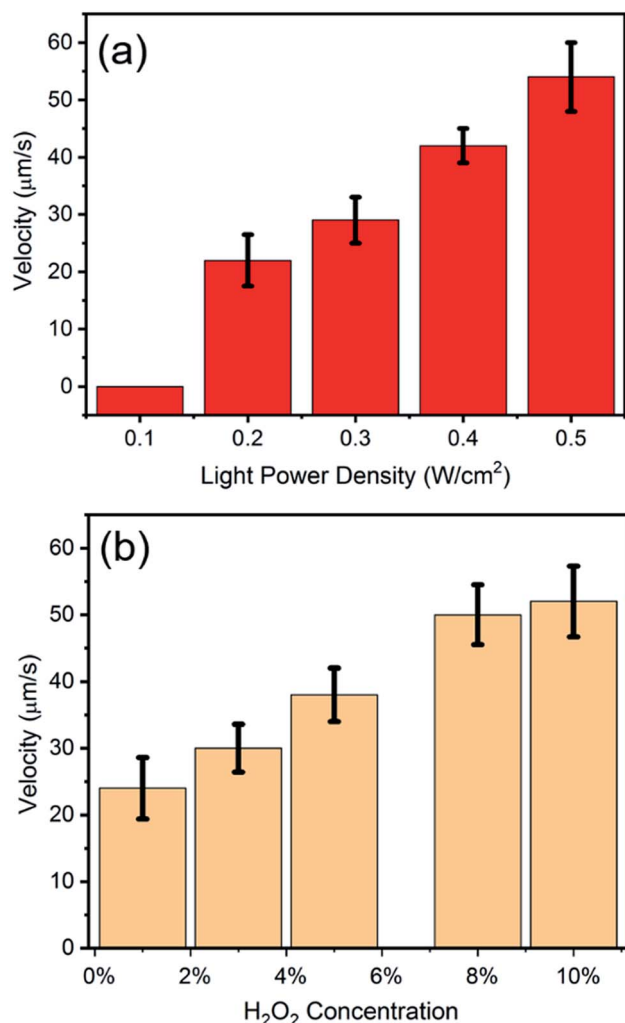 (a)
Velocity (μm/s)
60
50
40
30
20
10
0
0.1 0.2 0.3 0.4 0.5
Light Power Density (W/cm²)
(b)
Velocity (μm/s)
60
50
40
30
20
10
0
0% 2% 4% 6% 8% 10%
H₂O₂ Concentration